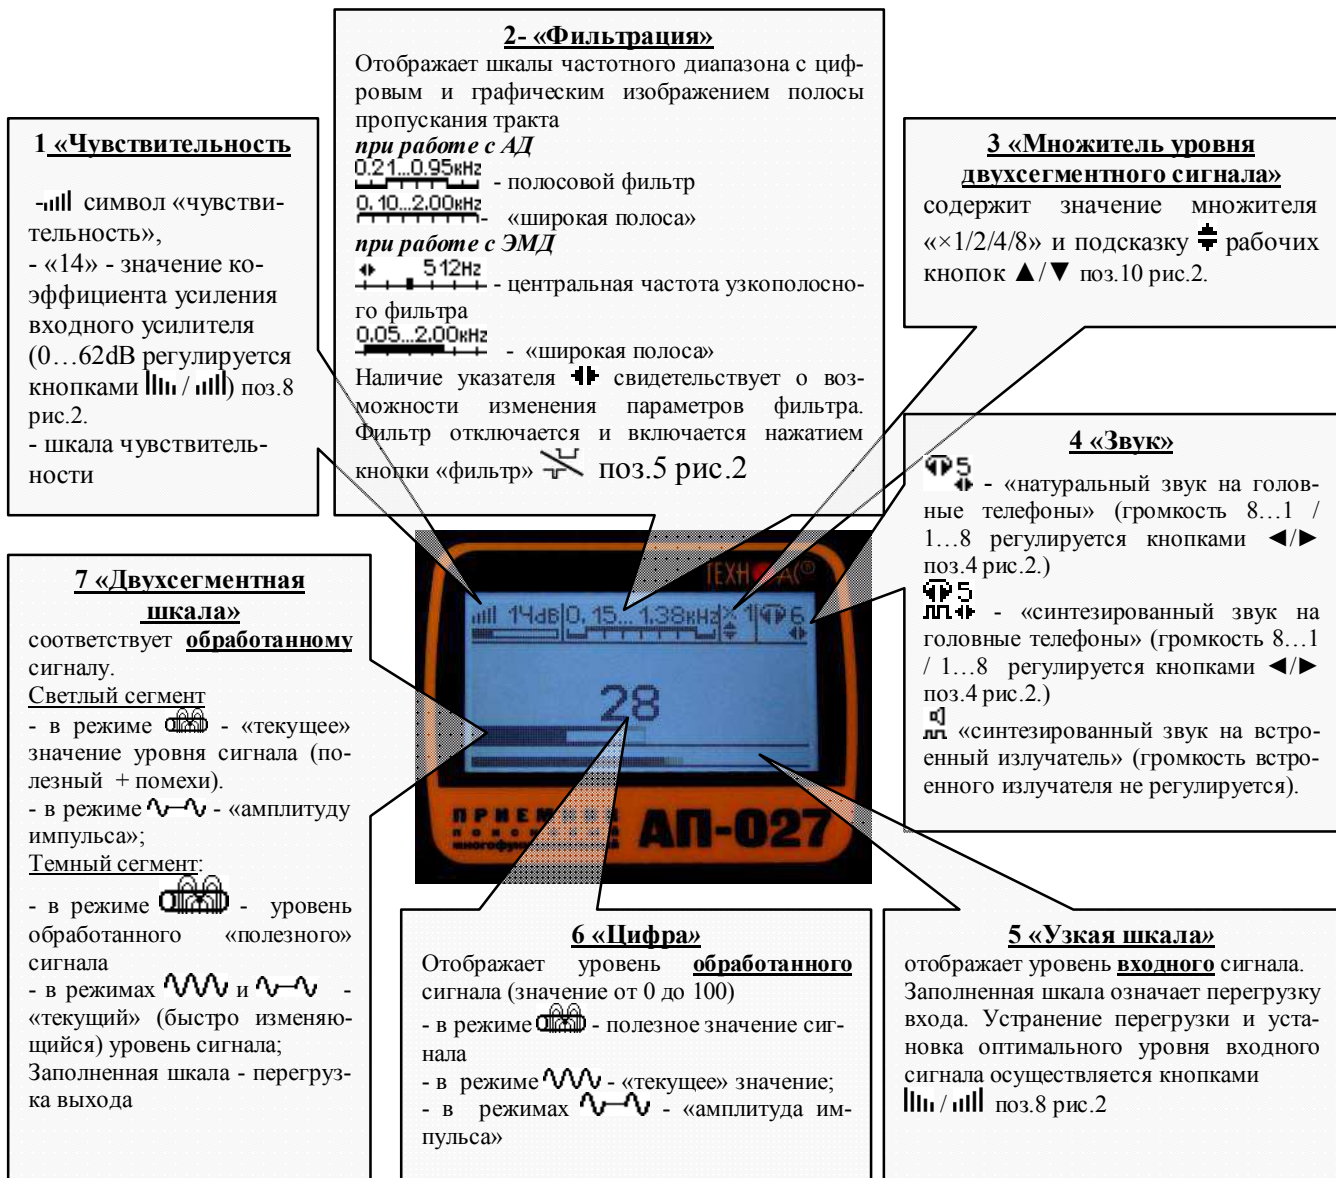 2- «Фильтрация»
Отображает шкалы частотного диапазона с циф-
ровым и графическим изображением полосы
пропускания тракта
при работе с АД
0.21...0.95кHz - полосовой фильтр
0.10...2.00кHz - «широкая полоса»
при работе с ЭМД
512Hz - центральная частота узкополосно-
го фильтра
0.05...2.00кHz - «широкая полоса»
Наличие указателя ◀▶ свидетельствует о воз-
можности изменения параметров фильтра.
Фильтр отключается и включается нажатием
кнопки «фильтр» поз.5 рис.2
1 «Чувствительность
- символ «чувстви-
тельность»,
- «14» - значение ко-
эффициента усиления
входного усилителя
(0…62dB регулируется
кнопками / ) поз.8
рис.2.
- шкала чувствитель-
ности
3 «Множитель уровня
двухсегментного сигнала»
содержит значение множителя
«×1/2/4/8» и подсказку рабочих
кнопок ▲/▼ поз.10 рис.2.
4 «Звук»
5
- «натуральный звук на голов-
ные телефоны» (громкость 8…1 /
1…8 регулируется кнопками ◄/►
поз.4 рис.2.)
5
- «синтезированный звук на
головные телефоны» (громкость 8…1
/ 1…8 регулируется кнопками ◄/►
поз.4 рис.2.)
«синтезированный звук на встро-
енный излучатель» (громкость встро-
енного излучателя не регулируется).
7 «Двухсегментная
шкала»
соответствует обработанному
сигналу.
Светлый сегмент
- в режиме - «текущее»
значение уровня сигнала (по-
лезный + помехи).
- в режиме - «амплитуду
импульса»;
Темный сегмент:
- в режиме - уровень
обработанного «полезного»
сигнала
- в режимах и -
«текущий» (быстро изменяю-
щийся) уровень сигнала;
Заполненная шкала - перегруз-
ка выхода
14dB 0.15...1.38кHz × 1 6
28
АП-027
6 «Цифра»
Отображает уровень обработанного
сигнала (значение от 0 до 100)
- в режиме - полезное значение сиг-
нала
- в режиме - «текущее» значение;
- в режимах - «амплитуда им-
пульса»
5 «Узкая шкала»
отображает уровень входного сигнала.
Заполненная шкала означает перегрузку
входа. Устранение перегрузки и уста-
новка оптимального уровня входного
сигнала осуществляется кнопками
/ поз.8 рис.2